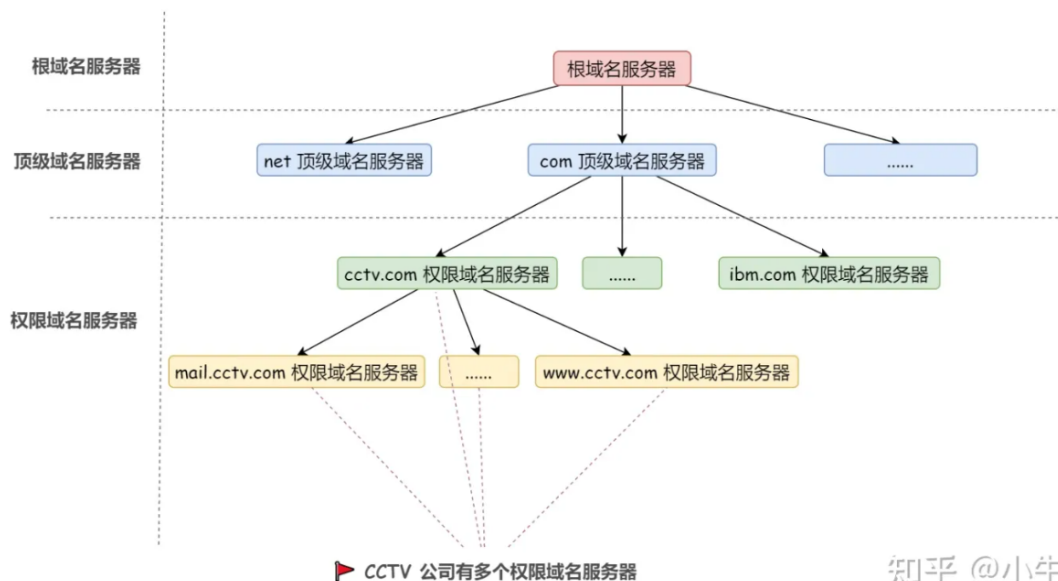 根域名服务器
根域名服务器
顶级域名服务器
net 顶级域名服务器
com 顶级域名服务器
......
cctv.com 权限域名服务器
......
ibm.com 权限域名服务器
权限域名服务器
mail.cctv.com 权限域名服务器
......
www.cctv.com 权限域名服务器
CCTV 公司有多个权限域名服务器
知乎 @小牛